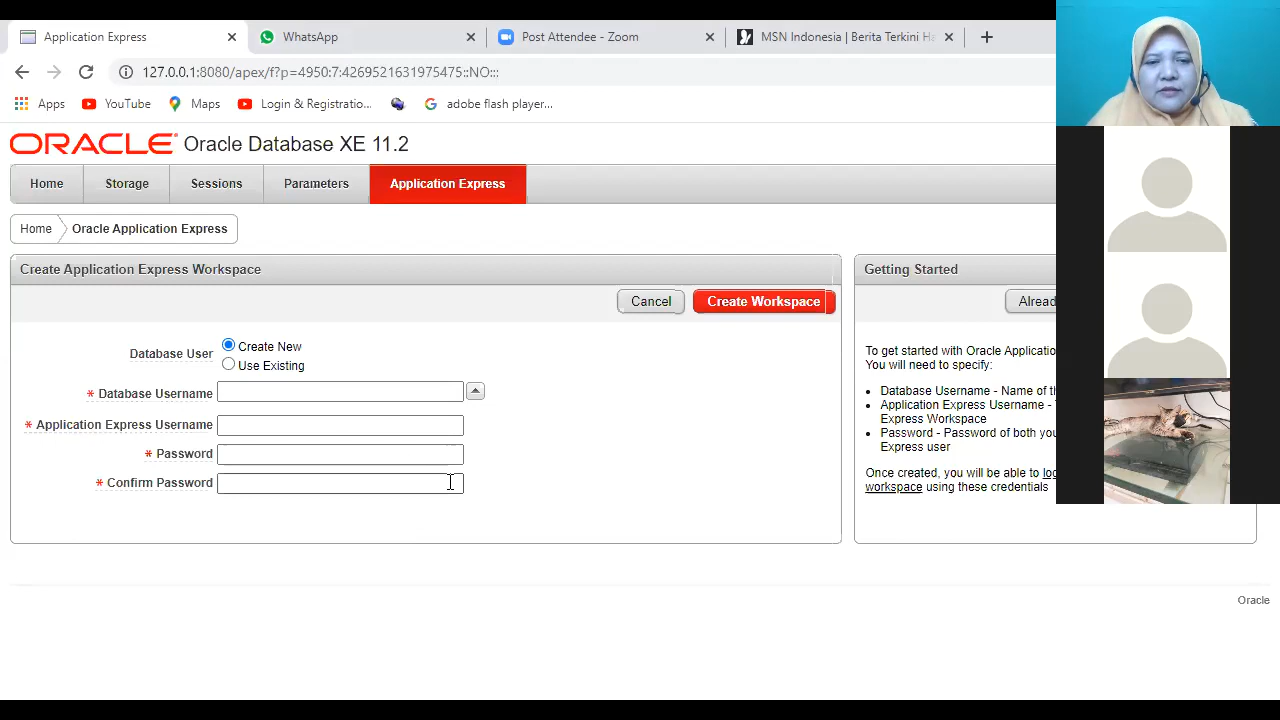 Application Express
WhatsApp
Post Attendee - Zoom
MSN Indonesia | Berita Terkini Ha
127.0.0.1:8080/apex/f?p=4950:7:4269521631975475::NO:::
Apps
YouTube
Maps
Login & Registratio...
adobe flash player...
ORACLE Oracle Database XE 11.2
Home
Storage
Sessions
Parameters
Application Express
Home
Oracle Application Express
Create Application Express Workspace
Cancel
Create Workspace
Database User
Create New
Use Existing
* Database Username
* Application Express Username
* Password
* Confirm Password
Getting Started
Alread
To get started with Oracle Applicatio
You will need to specify:
• Database Username - Name of th
• Application Express Username -
Express Workspace
• Password - Password of both you
Express user
Once created, you will be able to log
workspace using these credentials
Oracle